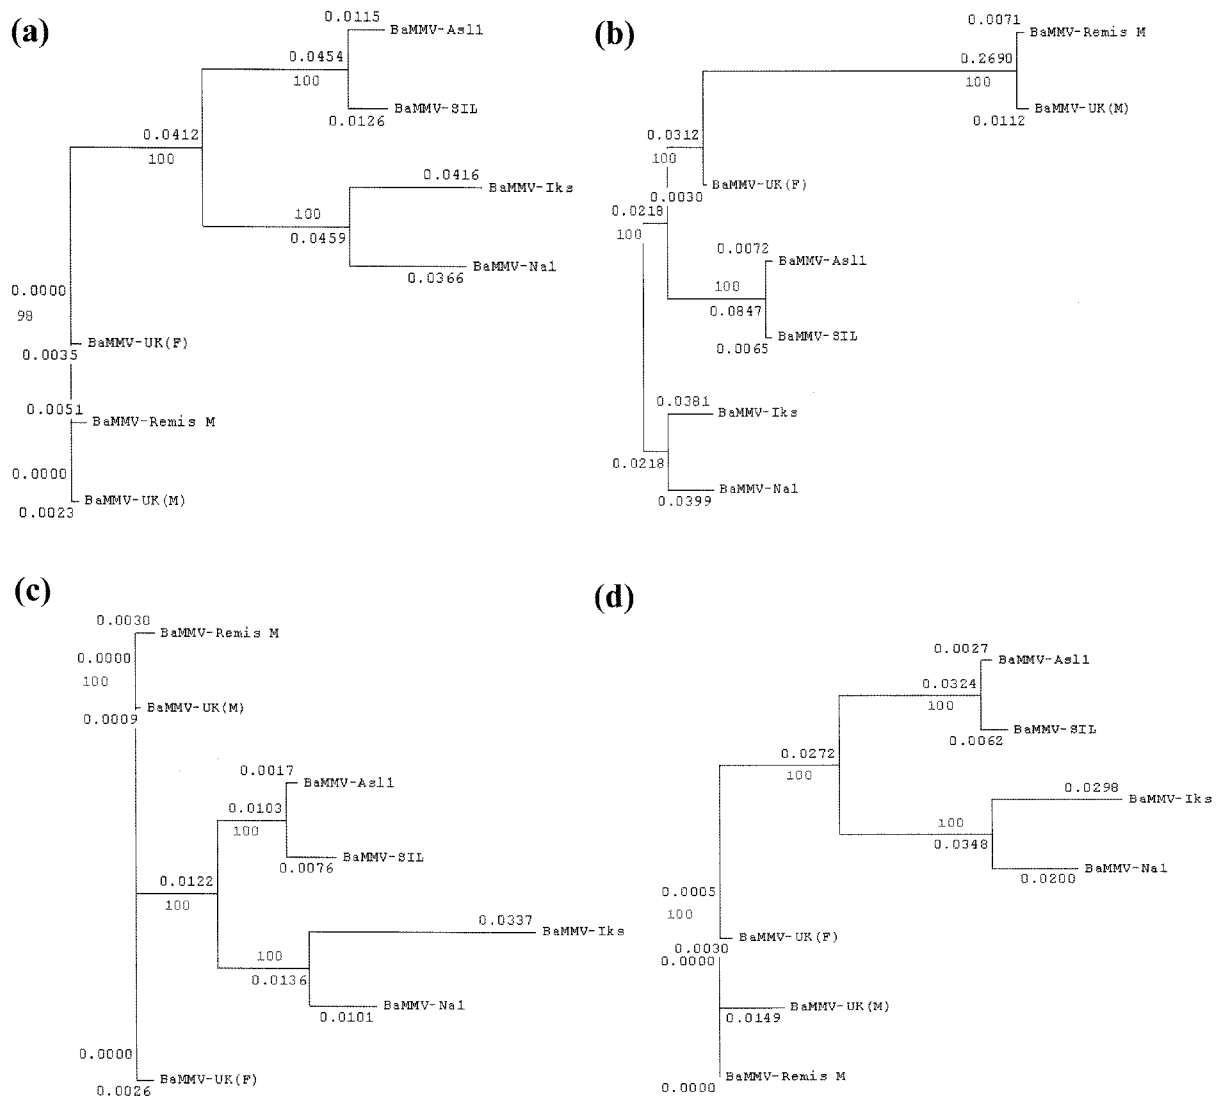 (a)
0.0115
BaMMV-Asl1
0.0454
100
BaMMV-SIL
0.0126
0.0412
100
0.0416
BaMMV-Iks
100
0.0459
BaMMV-Na1
0.0366
0.0000
98
BaMMV-UK(F)
0.0035
0.0051
BaMMV-Remis M
0.0000
BaMMV-UK(M)
0.0023
(b)
0.0071
BaMMV-Remis M
0.2690
100
BaMMV-UK(M)
0.0112
0.0312
100
BaMMV-UK(F)
0.0030
0.0218
100
0.0072
BaMMV-Asl1
100
0.0847
BaMMV-SIL
0.0065
0.0381
BaMMV-Iks
0.0218
BaMMV-Na1
0.0399
(c)
0.0030
BaMMV-Remis M
0.0000
100
BaMMV-UK(M)
0.0009
0.0017
BaMMV-Asl1
0.0103
100
BaMMV-SIL
0.0076
0.0122
100
0.0337
BaMMV-Iks
100
0.0136
BaMMV-Na1
0.0101
0.0000
BaMMV-UK(F)
0.0026
(d)
0.0027
BaMMV-Asl1
0.0324
100
BaMMV-SIL
0.0062
0.0272
100
0.0298
BaMMV-Iks
100
0.0348
BaMMV-Na1
0.0200
0.0005
100
BaMMV-UK(F)
0.0030
0.0000
BaMMV-UK(M)
0.0149
BaMMV-Remis M
0.0000